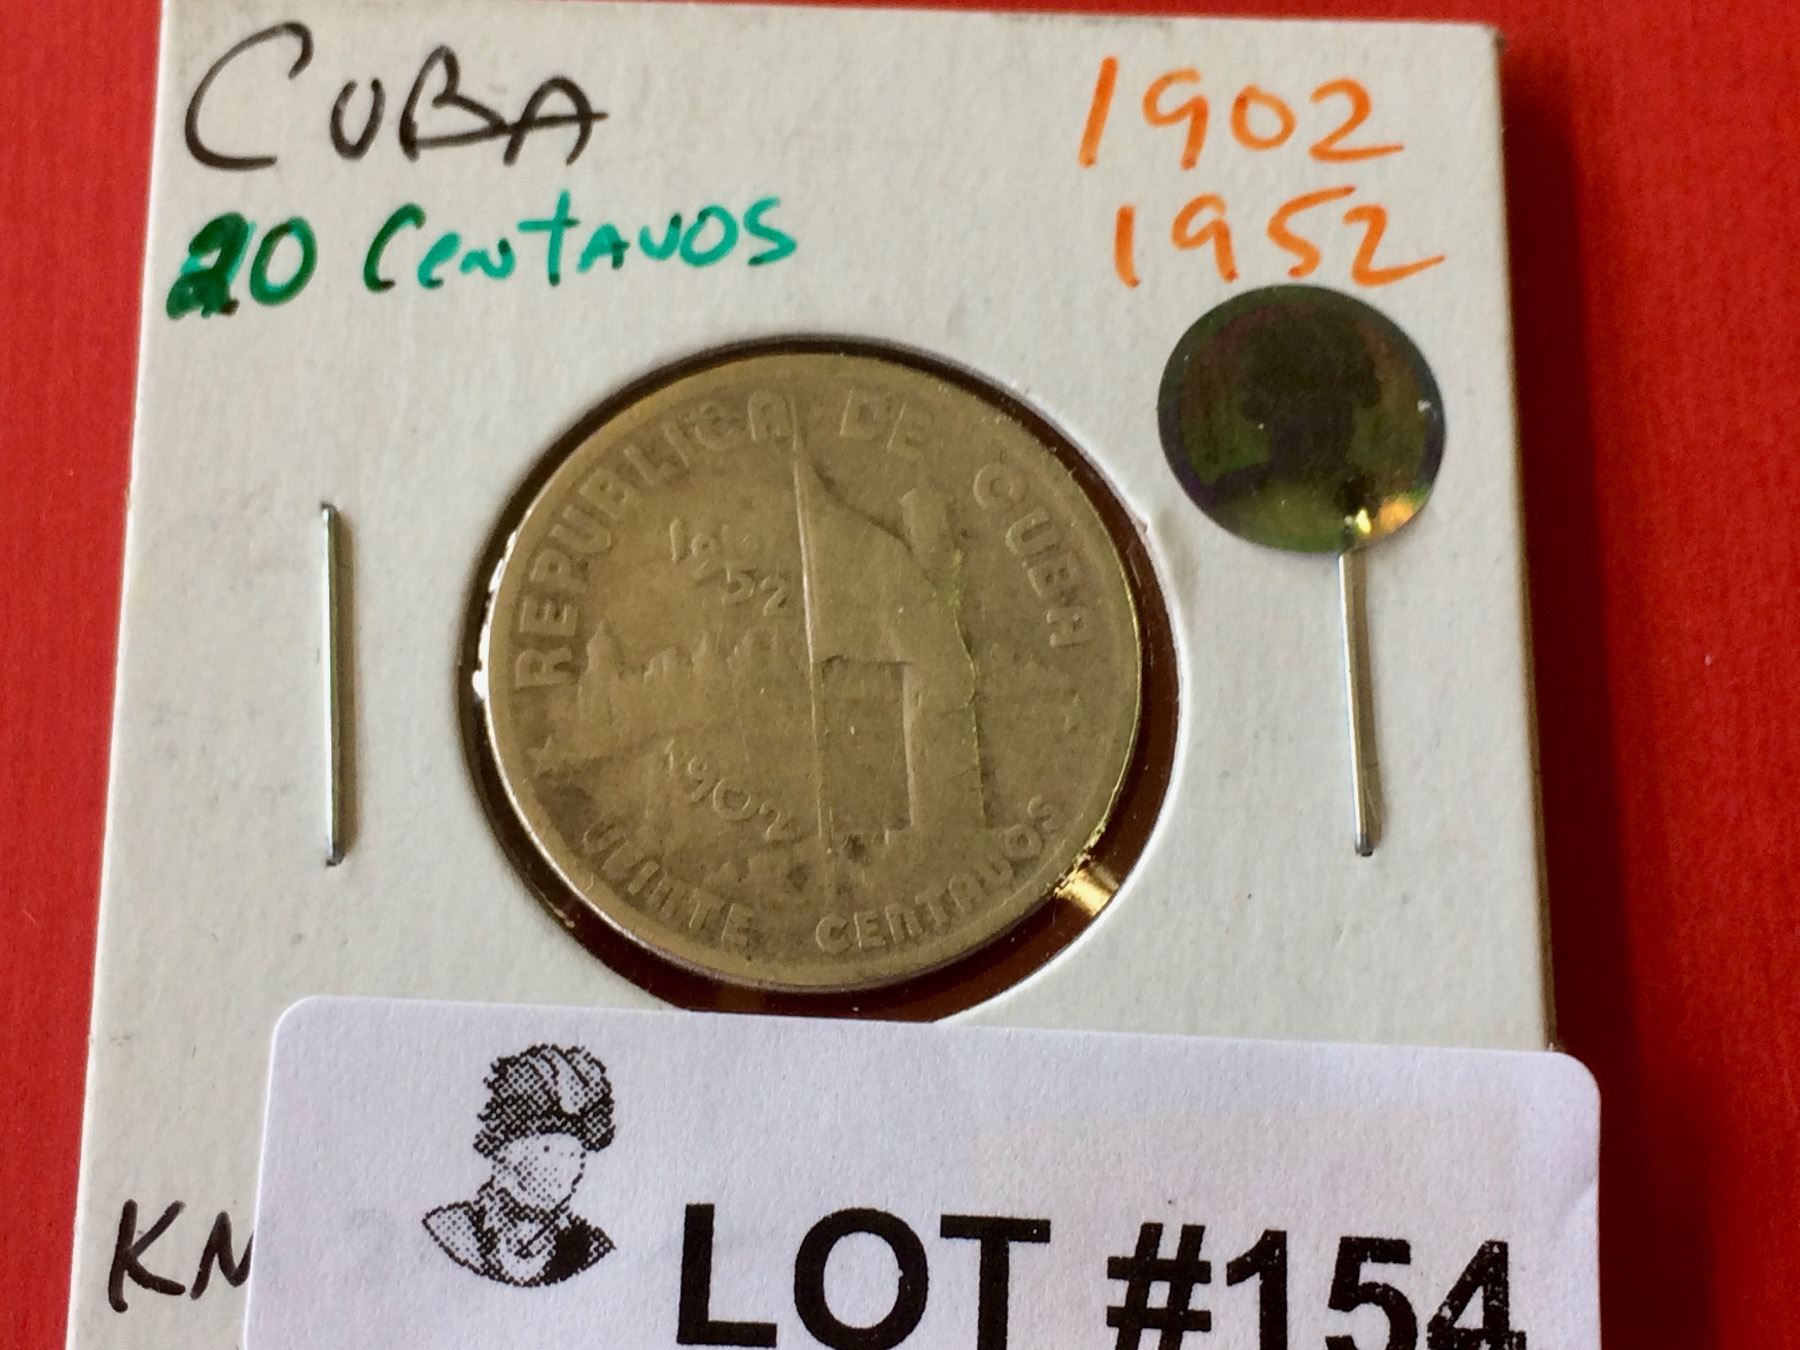 CUBA
1902
20 CENTAVOS
1952
REPUBLICA DE CUBA
1952
1902
VEINTE CENTAVOS
KM
LOT #154